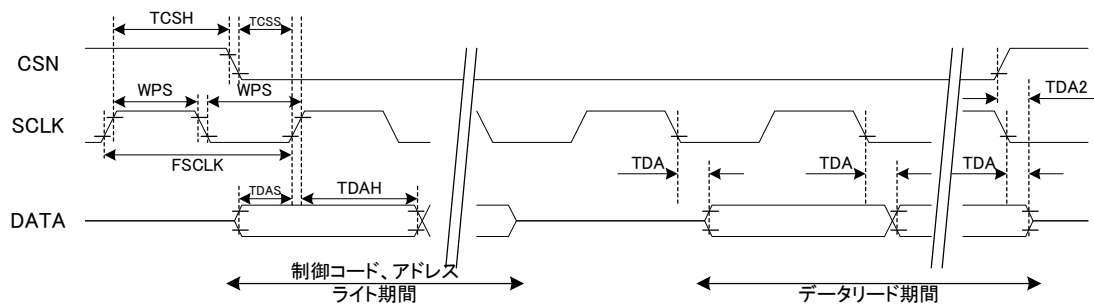 TCSH
TCSS
CSN
WPS
WPS
TDA2
SCLK
FSCLK
TDA
TDA
TDA
TDAS
TDAH
DATA
制御コード、アドレス
ライト期間
データリード期間